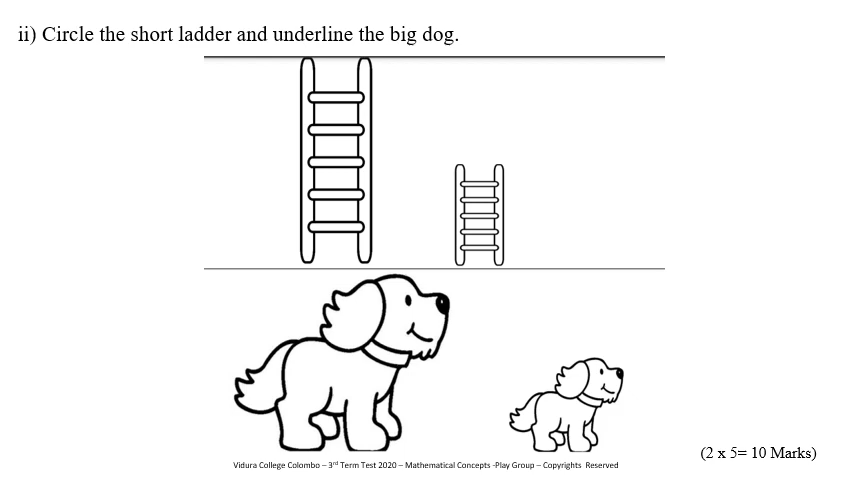 ii) Circle the short ladder and underline the big dog.
(2 x 5= 10 Marks)
Vidura College Colombo – 3rd Term Test 2020 – Mathematical Concepts -Play Group – Copyrights Reserved